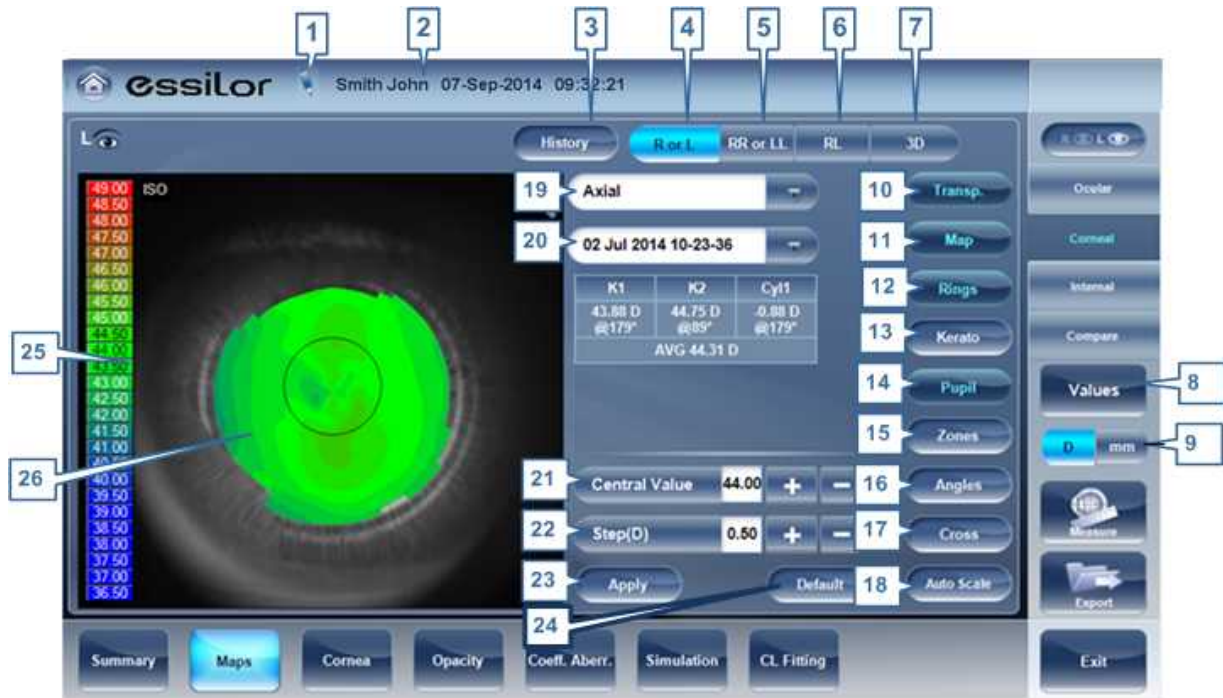 1 2 3 4 5 6 7
essilor Smith John 07-Sep-2014 09:32:21
L History R or L RR or LL RL 3D R L
49.00 ISO
48.50
48.00
47.50
47.00
46.50
46.00
45.50
45.00
44.50
44.00
43.50
43.00
42.50
42.00
41.50
41.00
40.50
40.00
39.50
39.00
38.50
38.00
37.50
37.00
36.50
25
26
19 Axial
20 02 Jul 2014 10-23-36
K1 K2 Cyl1
43.88 D 44.75 D -0.88 D
@179° @89° @179°
AVG 44.31 D
21 Central Value 44.00 + −
22 Step(D) 0.50 + −
23 Apply Default
24
10 Transp.
11 Map
12 Rings
13 Kerato
14 Pupil
15 Zones
16 Angles
17 Cross
18 Auto Scale
Ocular
Corneal
Internal
Compare
Values 8
D mm 9
Measure
Export
Summary Maps Cornea Opacity Coeff. Aberr. Simulation CL Fitting Exit